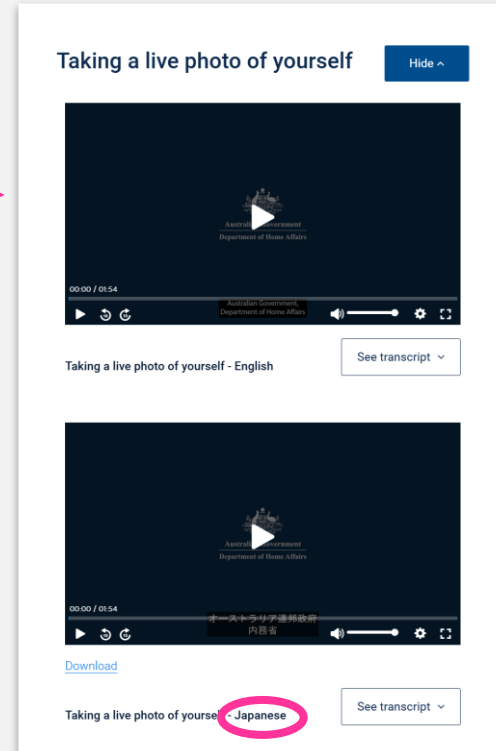 Taking a live photo of yourself
Hide
Australian Government
Department of Home Affairs
00:00 / 01:54
Australian Government,
Department of Home Affairs
Taking a live photo of yourself - English
See transcript
Australian Government
Department of Home Affairs
00:00 / 01:54
オーストラリア連邦政府
内務省
Download
Taking a live photo of yourself - Japanese
See transcript